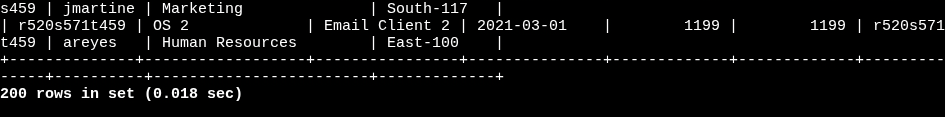 s459 | jmartine | Marketing              | South-117   |
| r520s571t459 | OS 2             | Email Client 2 | 2021-03-01    |        1199 |        1199 | r520s571
t459 | areyes   | Human Resources        | East-100    |
+--------------+------------------+----------------+---------------+-------------+-------------+---------
-----+----------+------------------------+-------------+
200 rows in set (0.018 sec)